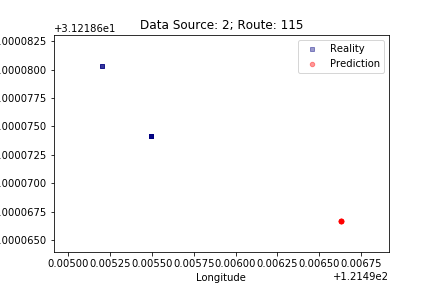 Data Source: 2; Route: 115
+3.12186e1
.0000825
.0000800
.0000775
.0000750
.0000725
.0000700
.0000675
.0000650
Reality
Prediction
0.00500 0.00525 0.00550 0.00575 0.00600 0.00625 0.00650 0.00675
Longitude
+1.2149e2